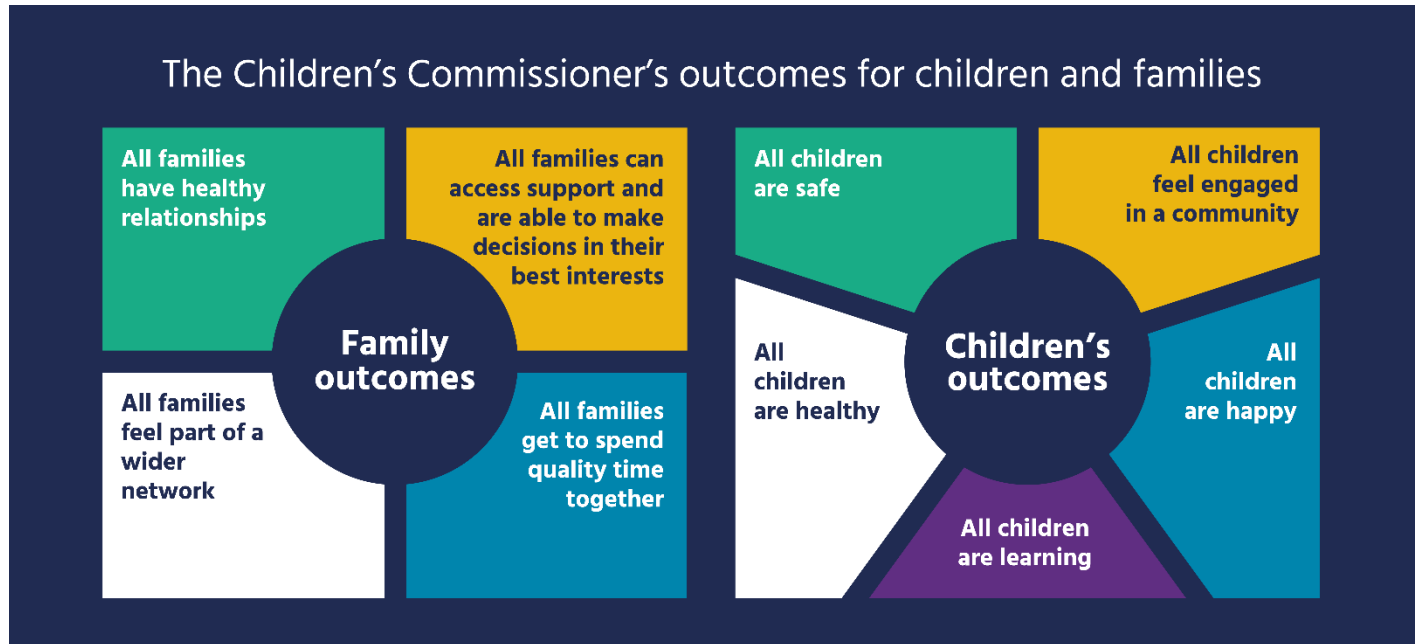 The Children’s Commissioner’s outcomes for children and families
All families
have healthy
relationships
All families can
access support and
are able to make
decisions in their
best interests
Family
outcomes
All families
feel part of a
wider
network
All families
get to spend
quality time
together
All children
are safe
All children
feel engaged
in a community
Children’s
outcomes
All
children
are healthy
All
children
are happy
All children
are learning